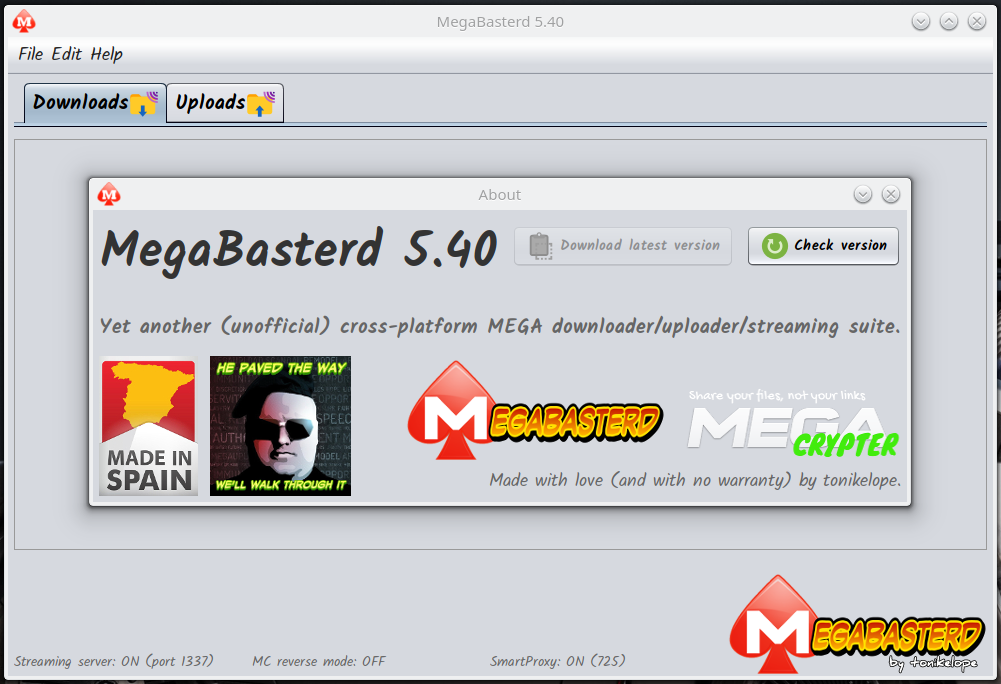 MegaBasterd 5.40
File Edit Help
Downloads Uploads
About
MegaBasterd 5.40 Download latest version Check version
Yet another (unofficial) cross-platform MEGA downloader/uploader/streaming suite.
MADE IN
SPAIN
HE PAVED THE WAY
WE'LL WALK THROUGH IT
MEGABASTERD
Share your files, not your links
MEGA
CRYPTER
Made with love (and with no warranty) by tonikelope.
MEGABASTERD
by tonikelope
Streaming server: ON (port 1337) MC reverse mode: OFF SmartProxy: ON (725)